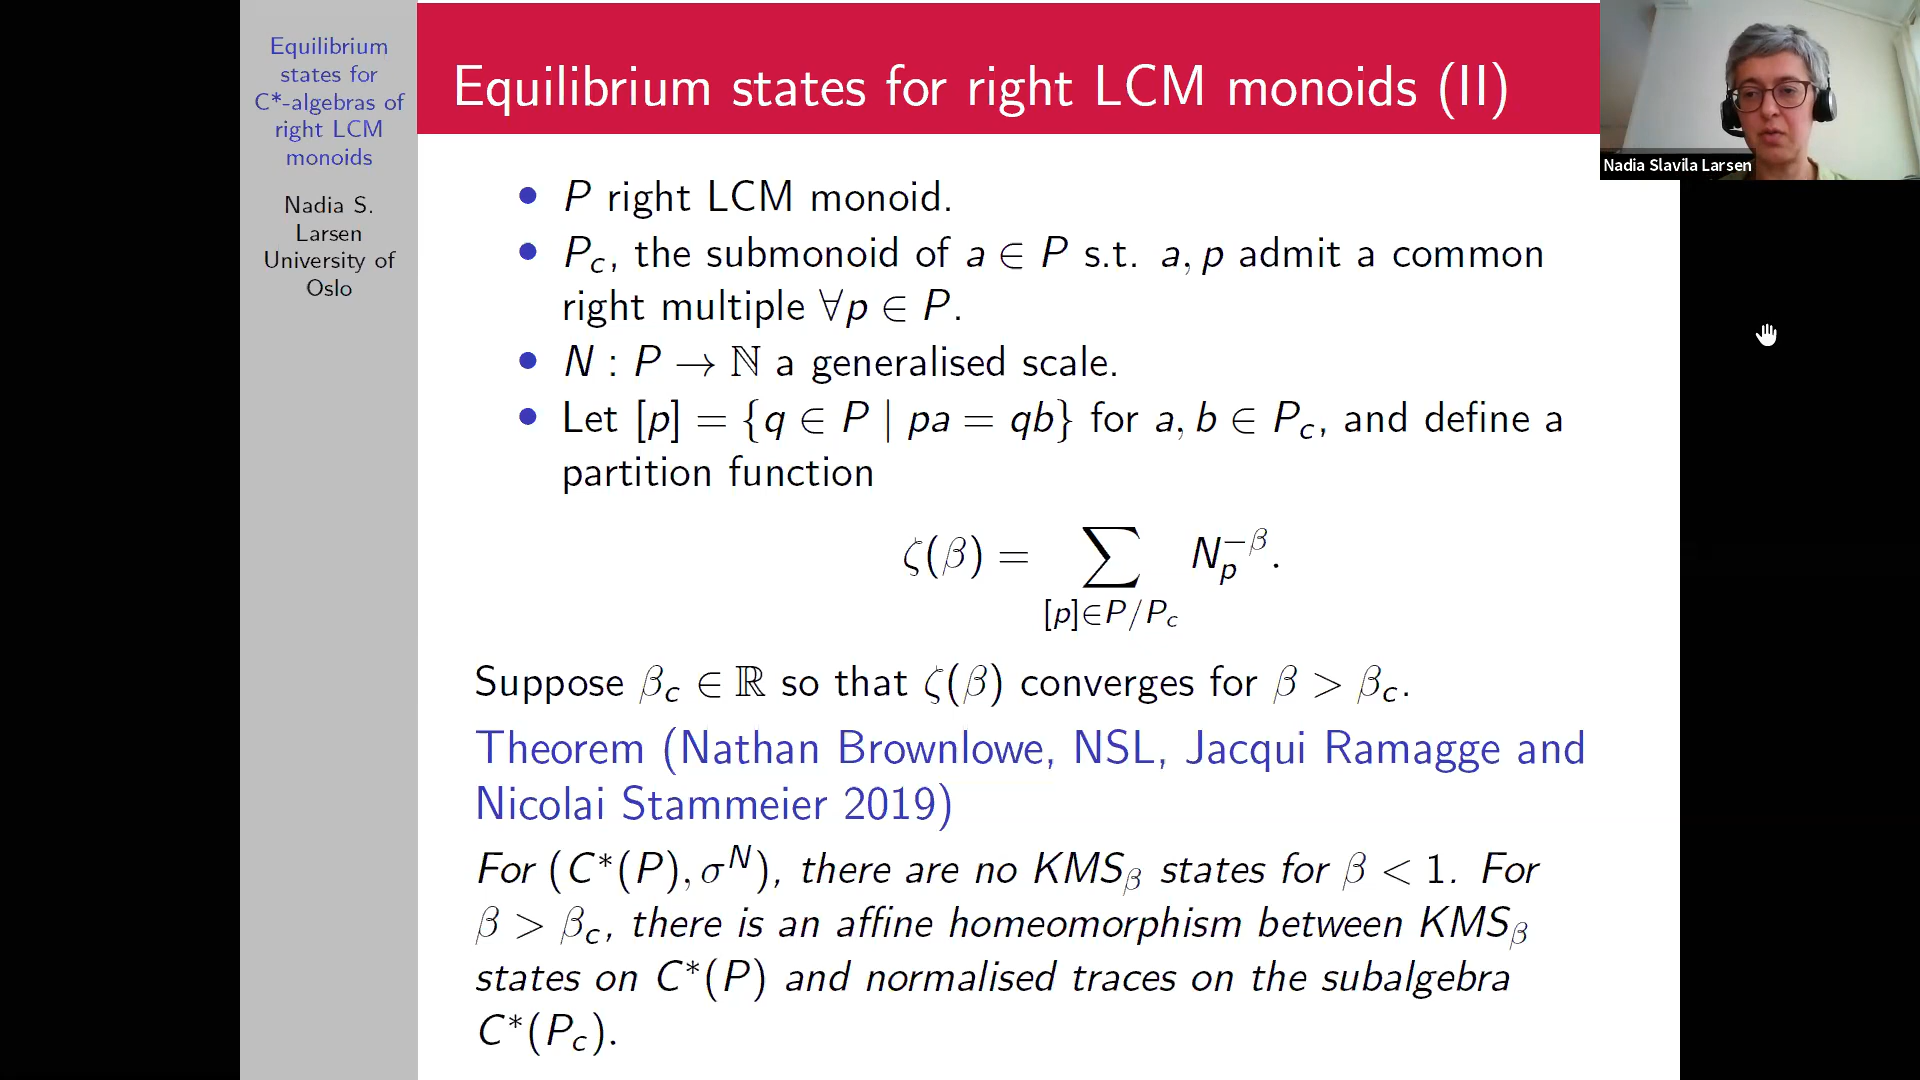 Equilibrium
states for
C*-algebras of
right LCM
monoids
Nadia S.
Larsen
University of
Oslo
Equilibrium states for right LCM monoids (II)
Nadia Slavila Larsen
• P right LCM monoid.
• P_c, the submonoid of a ∈ P s.t. a, p admit a common
right multiple ∀p ∈ P.
• N : P → ℕ a generalised scale.
• Let [p] = {q ∈ P | pa = qb} for a, b ∈ P_c, and define a
partition function
ζ(β) = ∑_{[p]∈P/P_c} N_p^{−β}.
Suppose β_c ∈ ℝ so that ζ(β) converges for β > β_c.
Theorem (Nathan Brownlowe, NSL, Jacqui Ramagge and
Nicolai Stammeier 2019)
For (C*(P), σ^N), there are no KMS_β states for β < 1. For
β > β_c, there is an affine homeomorphism between KMS_β
states on C*(P) and normalised traces on the subalgebra
C*(P_c).